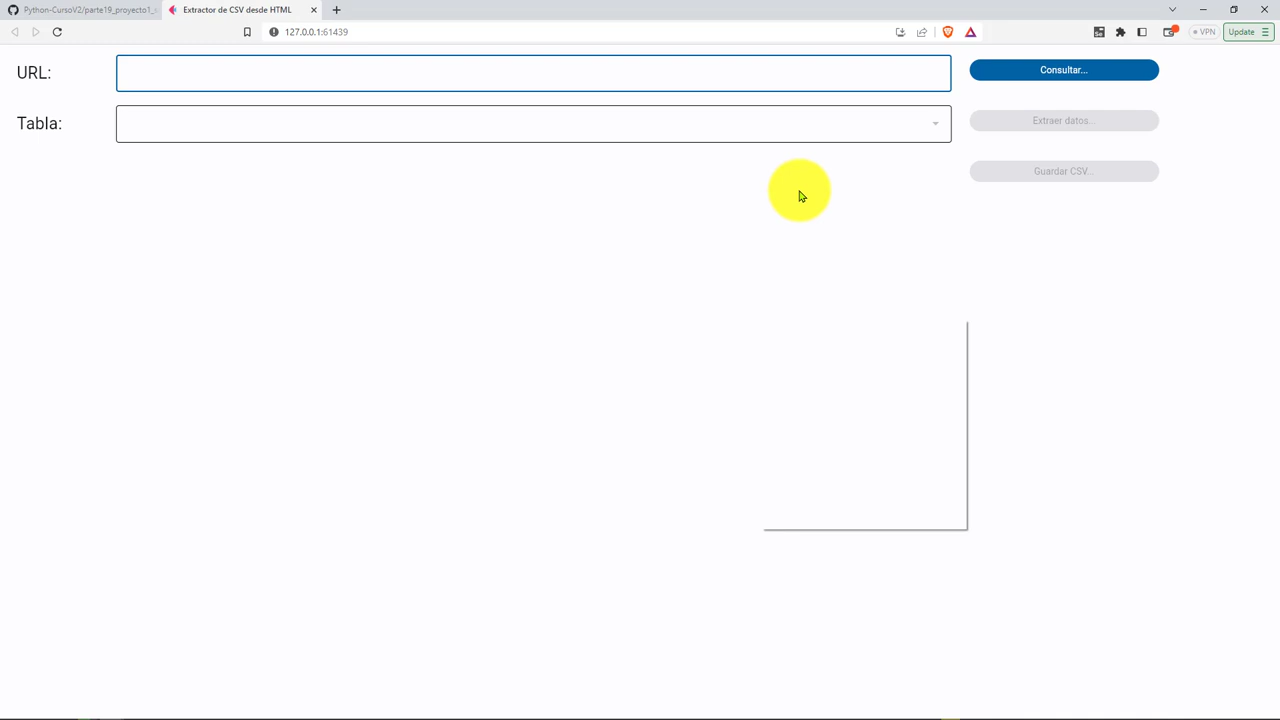 Python-CursoV2/parte19_proyecto1_
Extractor de CSV desde HTML
127.0.0.1:61439
VPN
Update
URL:
Consultar...
Tabla:
Extraer datos...
Guardar CSV...